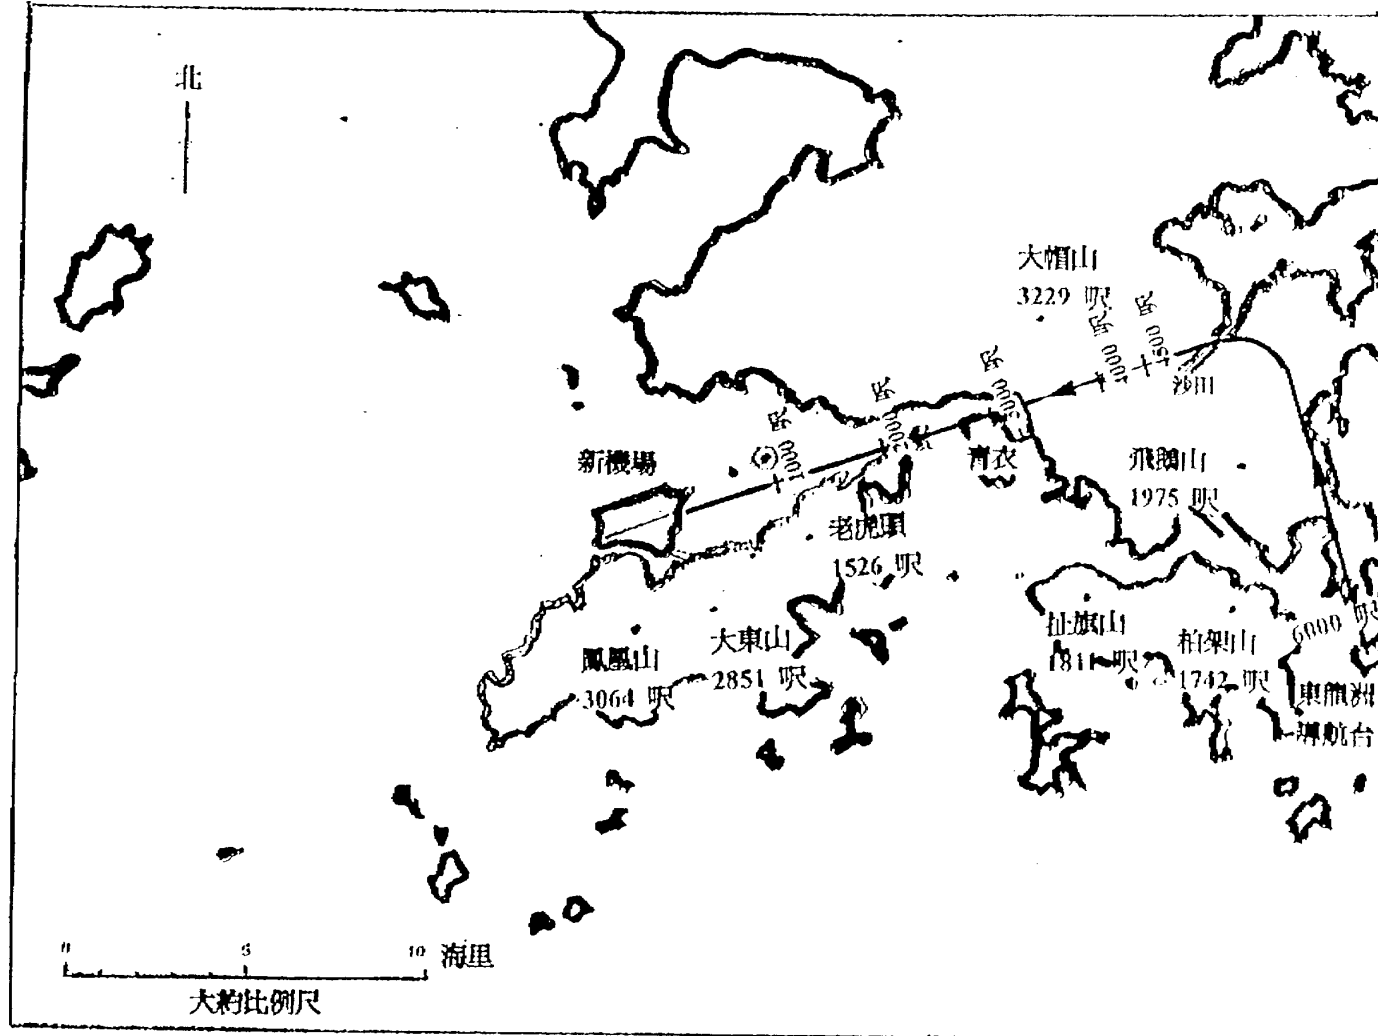 北
大帽山
3229 呎
4500 呎
4000 呎
3000 呎
2000 呎
1000 呎
沙田
新機場
青衣
飛鵝山
1975 呎
老虎頭
1526 呎
6000 呎
扯旗山
1811 呎
柏架山
1742 呎
大東山
2851 呎
鳳凰山
3064 呎
東龍洲
導航台
0 5 10 海里
大約比例尺